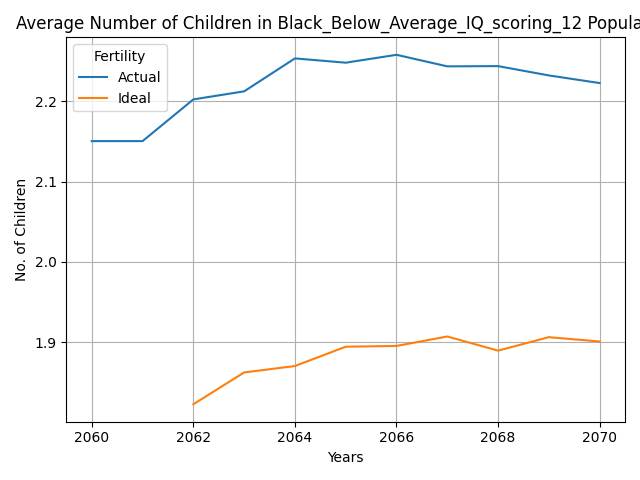 Average Number of Children in Black_Below_Average_IQ_scoring_12 Popula
Fertility
Actual
Ideal
2.2
2.1
2.0
1.9
No. of Children
2060 2062 2064 2066 2068 2070
Years